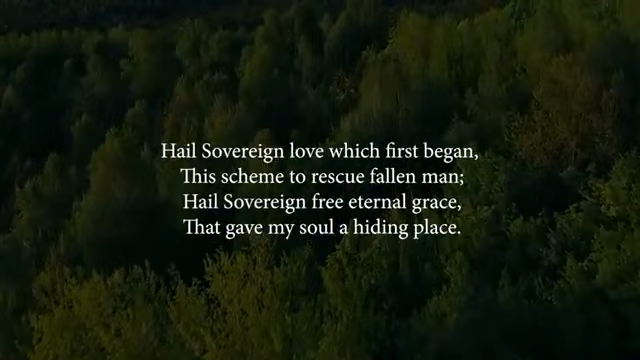 Hail Sovereign love which first began,
This scheme to rescue fallen man;
Hail Sovereign free eternal grace,
That gave my soul a hiding place.